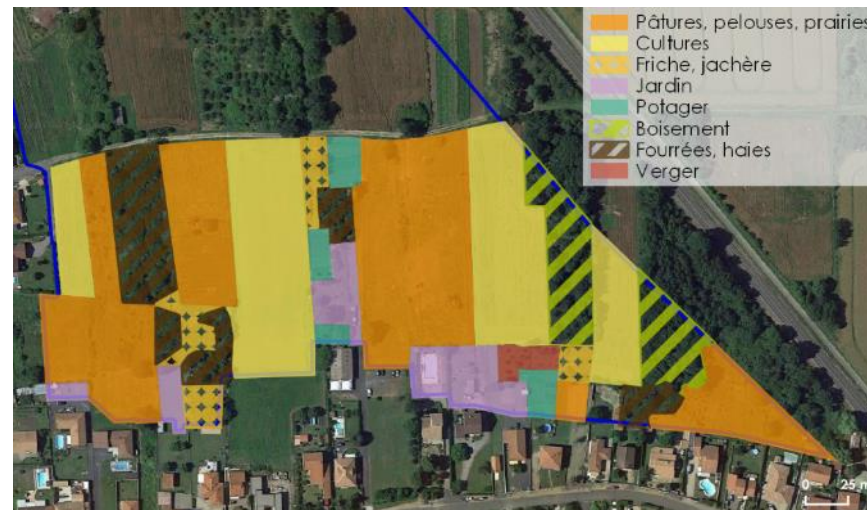 Pâtures, pelouses, prairies
Cultures
Friche, jachère
Jardin
Potager
Boisement
Fourrées, haies
Verger
0 25 m